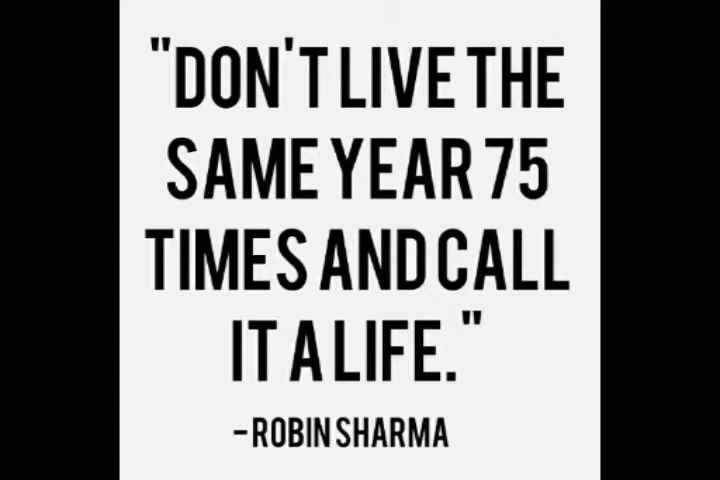 "DON'T LIVE THE
SAME YEAR 75
TIMES AND CALL
IT A LIFE."
- ROBIN SHARMA